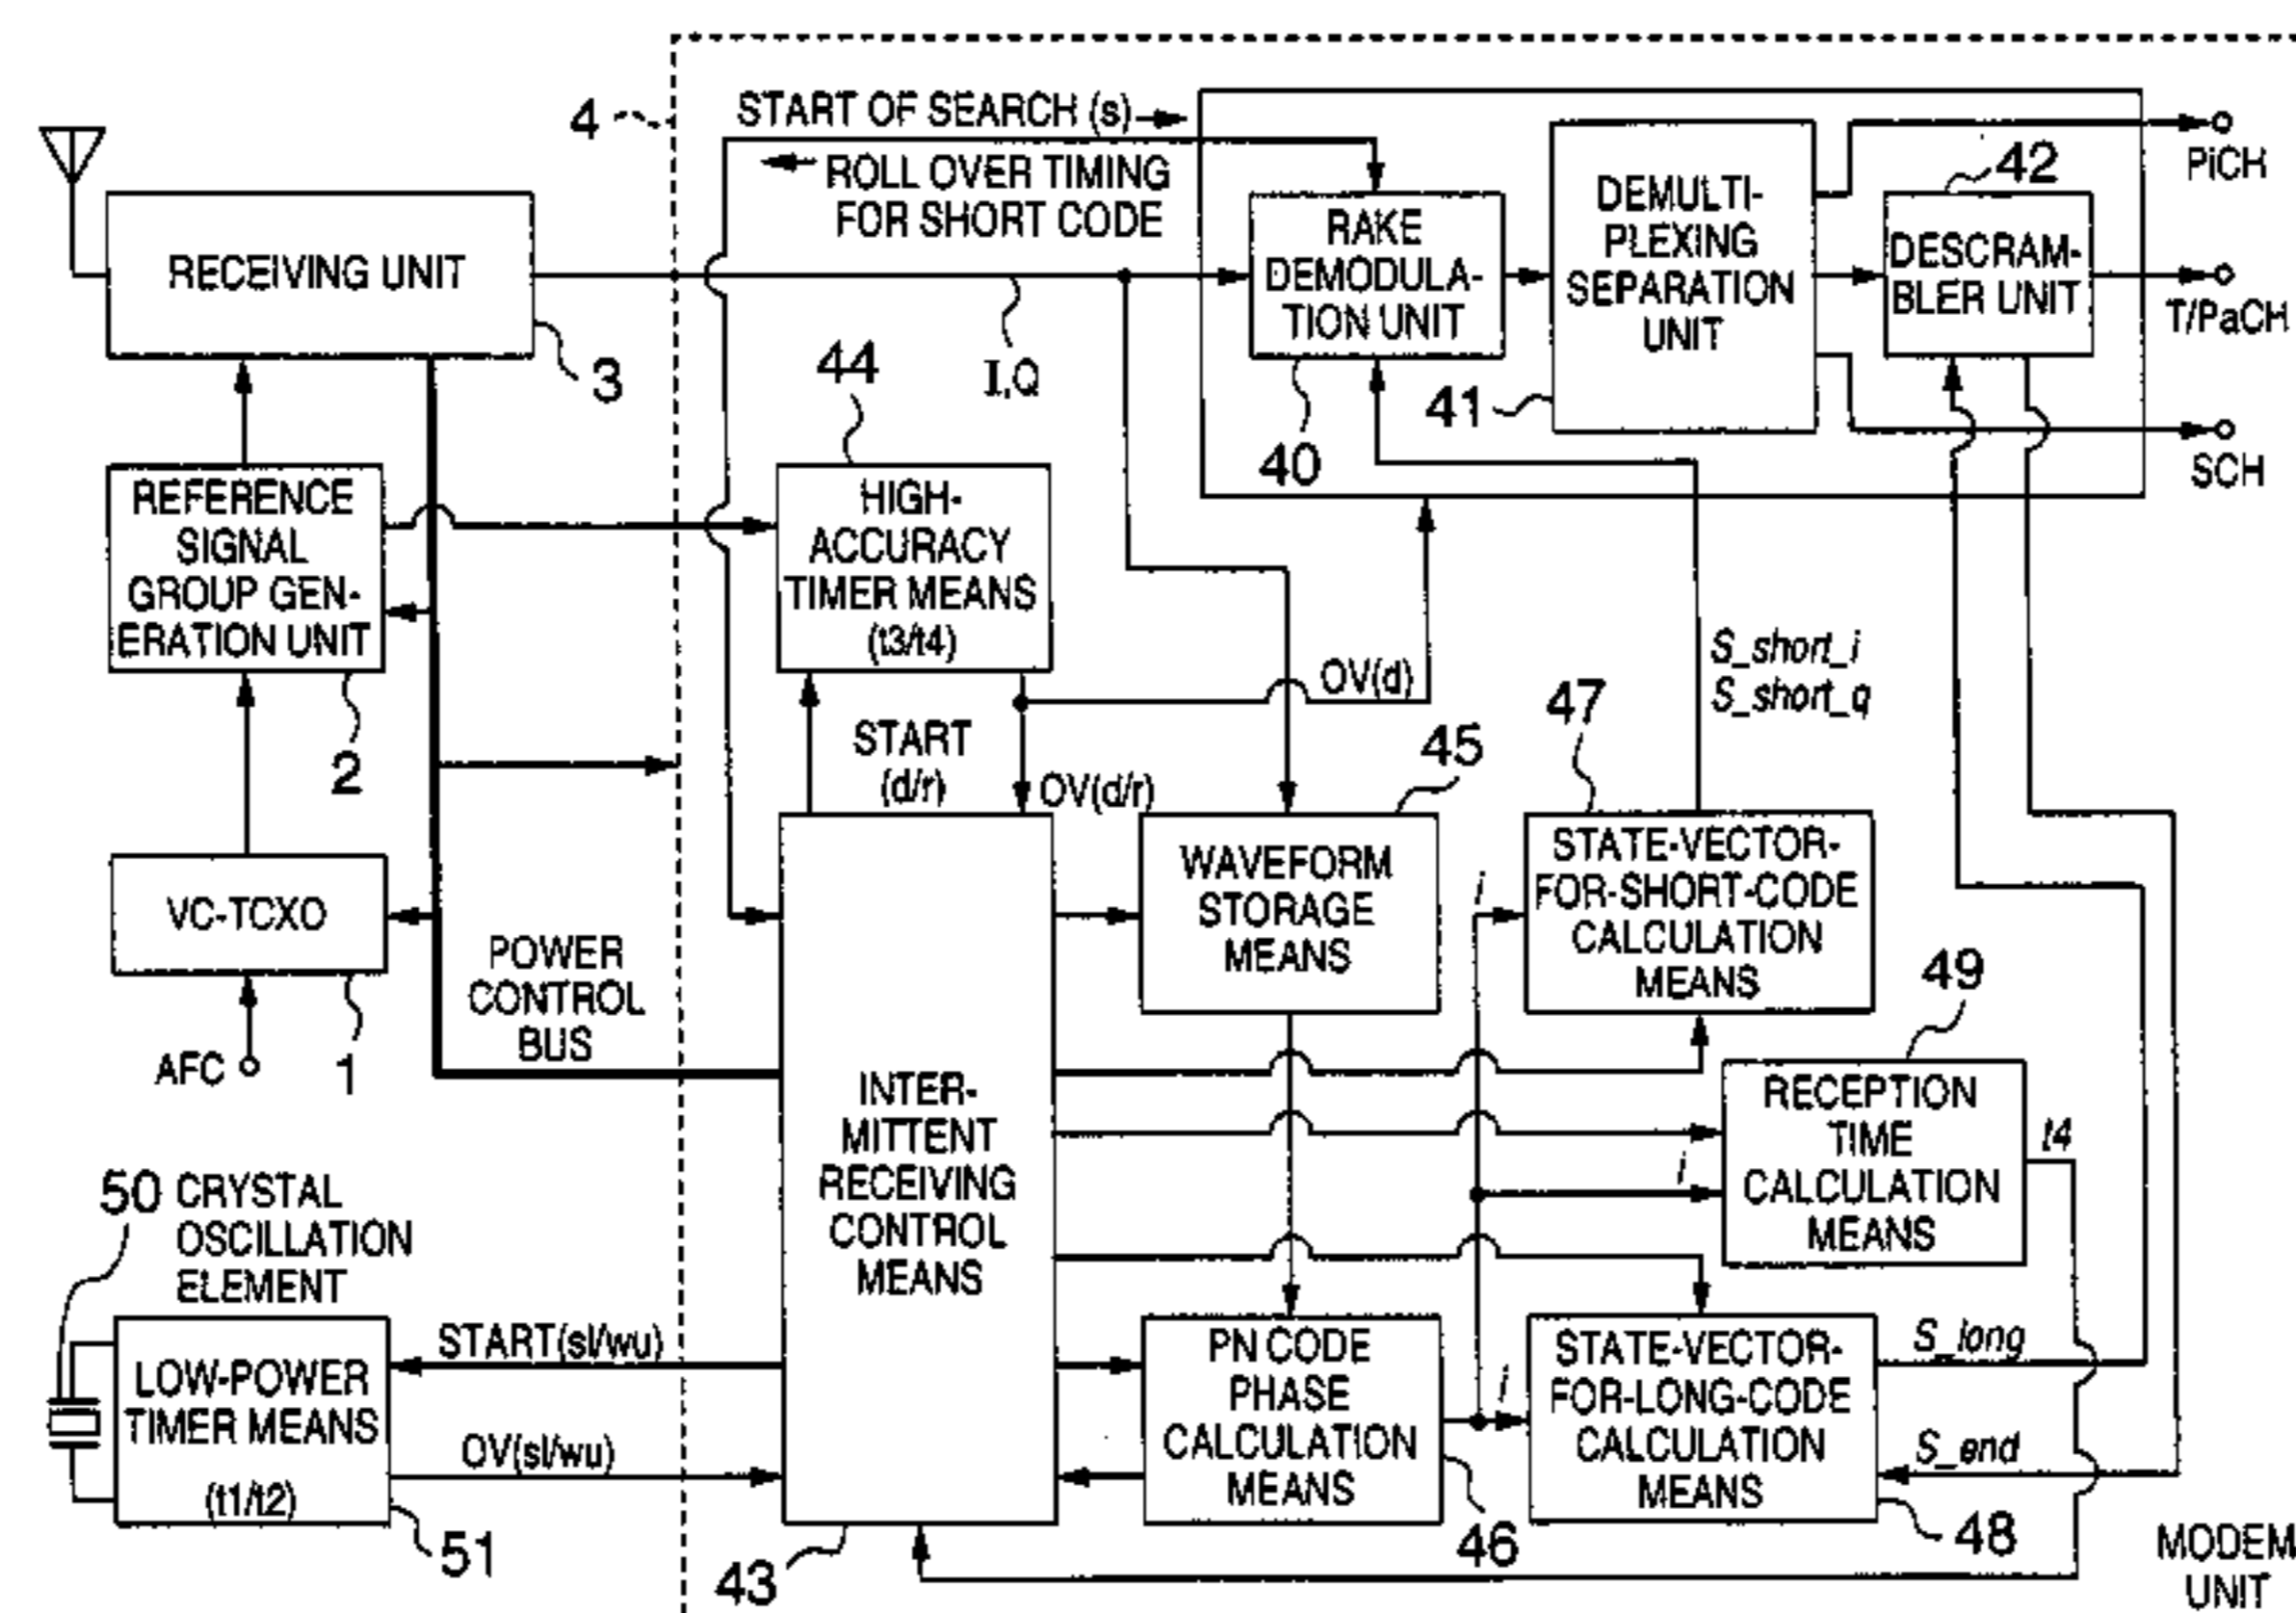 4
START OF SEARCH (s)
ROLL OVER TIMING
FOR SHORT CODE
RECEIVING UNIT
3
I,Q
RAKE
DEMODULA-
TION UNIT
40
DEMULTI-
PLEXING
SEPARATION
UNIT
41
42
DESCRAM-
BLER UNIT
PiCH
T/PaCH
SCH
REFERENCE
SIGNAL
GROUP GEN-
ERATION UNIT
2
44
HIGH-
ACCURACY
TIMER MEANS
(t3/t4)
START
(d/r)
OV(d/r)
OV(d)
S_short_i
S_short_q
VC-TCXO
1
AFC
POWER
CONTROL
BUS
45
WAVEFORM
STORAGE
MEANS
47
i
STATE-VECTOR-
FOR-SHORT-CODE
CALCULATION
MEANS
INTER-
MITTENT
RECEIVING
CONTROL
MEANS
43
49
RECEPTION
TIME
CALCULATION
MEANS
i
t4
50
CRYSTAL
OSCILLATION
ELEMENT
LOW-POWER
TIMER MEANS
(t1/t2)
51
START(sl/wu)
OV(sl/wu)
PN CODE
PHASE
CALCULATION
MEANS
46
i
STATE-VECTOR-
FOR-LONG-CODE
CALCULATION
MEANS
48
S_long
S_end
MODEM
UNIT